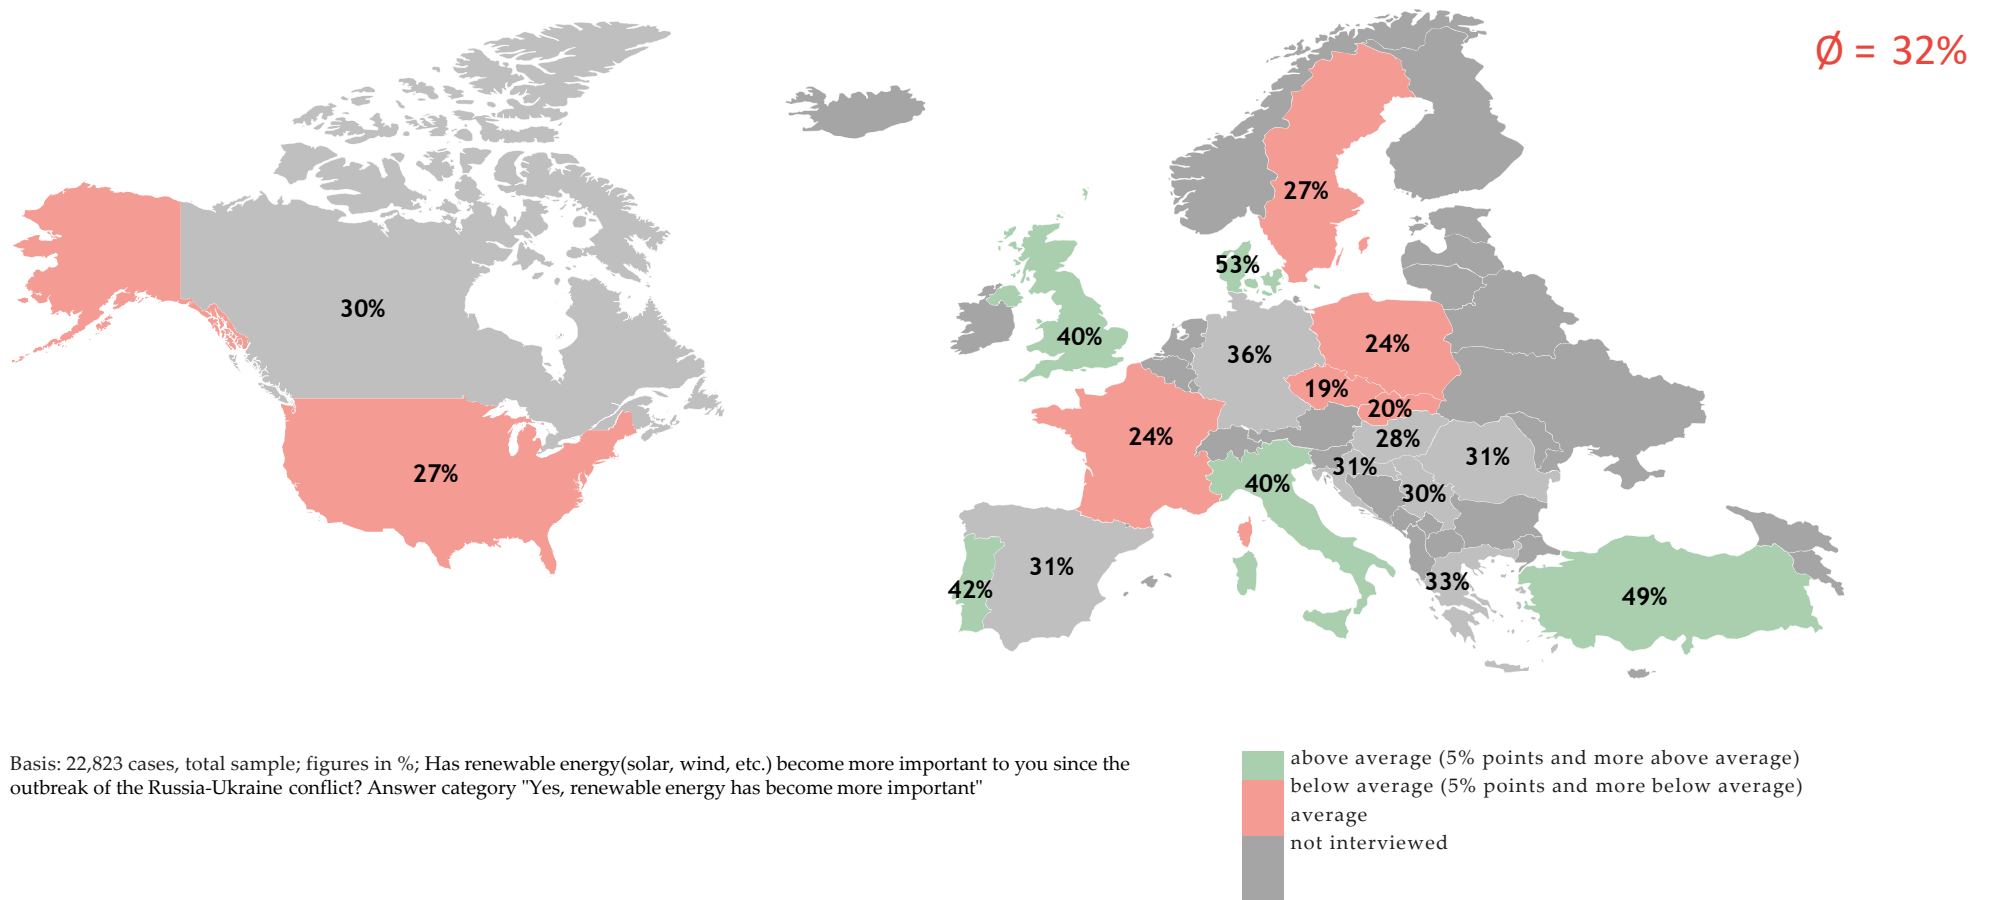 Ø = 32%
27%
53%
30%
40%
24%
36%
19%
20%
24%
28%
31%
31%
27%
40%
30%
31%
33%
42%
49%
Basis: 22,823 cases, total sample; figures in %; Has renewable energy(solar, wind, etc.) become more important to you since the
outbreak of the Russia-Ukraine conflict? Answer category "Yes, renewable energy has become more important"
above average (5% points and more above average)
below average (5% points and more below average)
average
not interviewed